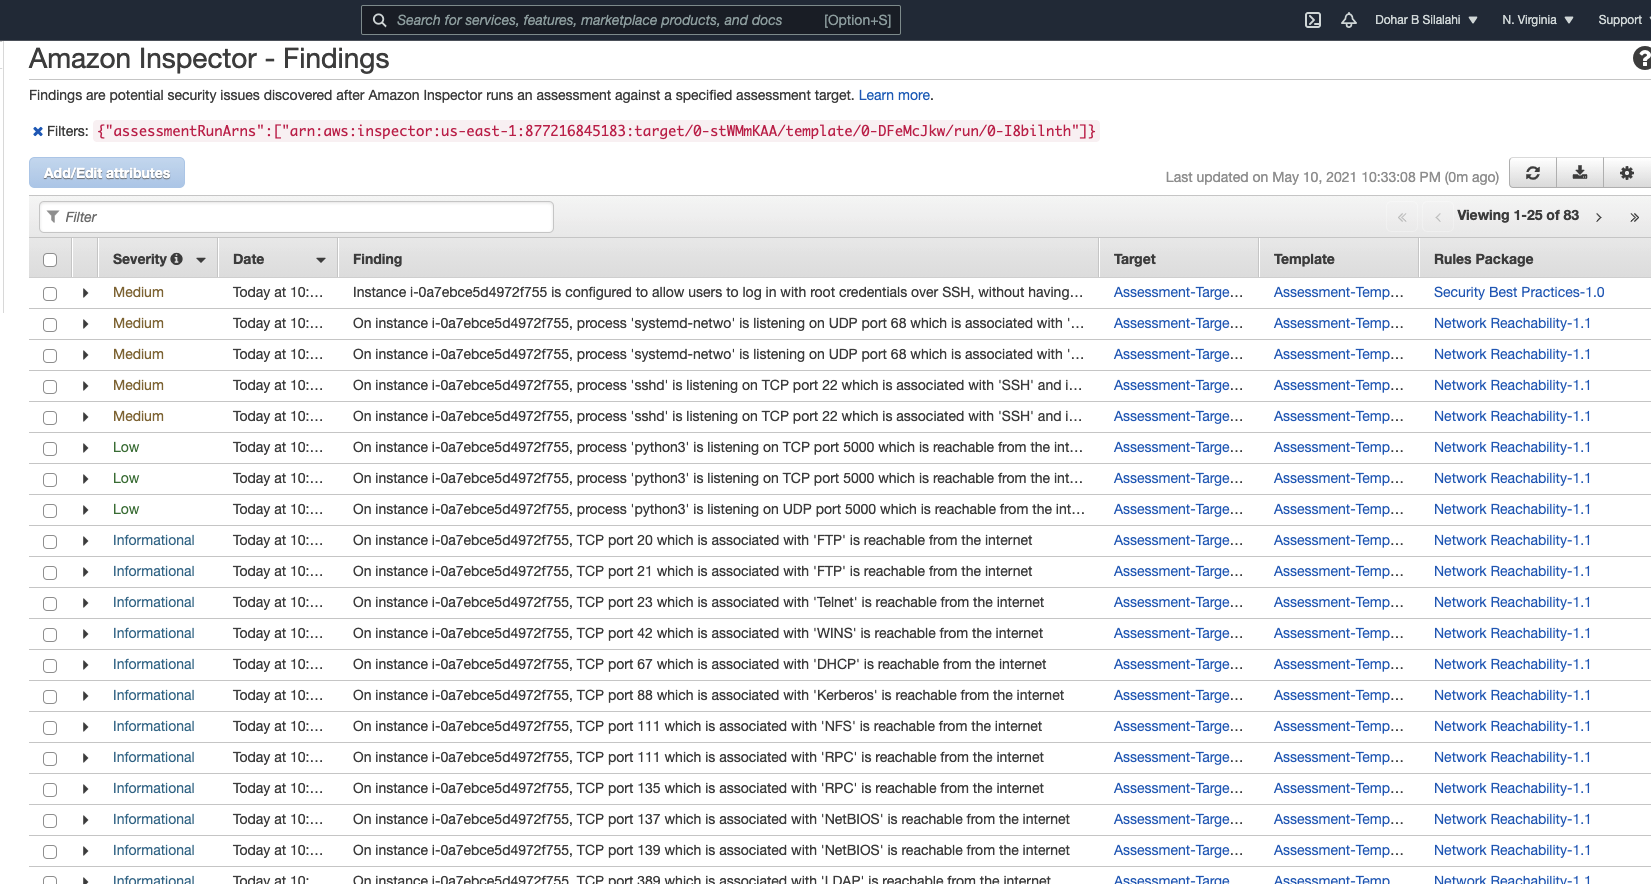 Search for services, features, marketplace products, and docs [Option+S] Dohar B Silalahi N. Virginia Support
Amazon Inspector - Findings
Findings are potential security issues discovered after Amazon Inspector runs an assessment against a specified assessment target. Learn more.
Filters: {"assessmentRunArns":["arn:aws:inspector:us-east-1:877216845183:target/0-stWMmKAA/template/0-DFeMcJkw/run/0-I8bilnth"]}
Add/Edit attributes Last updated on May 10, 2021 10:33:08 PM (0m ago)
Filter « ‹ Viewing 1-25 of 83 › »
Severity Date Finding Target Template Rules Package
Medium Today at 10:... Instance i-0a7ebce5d4972f755 is configured to allow users to log in with root credentials over SSH, without having... Assessment-Targe... Assessment-Temp... Security Best Practices-1.0
Medium Today at 10:... On instance i-0a7ebce5d4972f755, process 'systemd-netwo' is listening on UDP port 68 which is associated with '... Assessment-Targe... Assessment-Temp... Network Reachability-1.1
Medium Today at 10:... On instance i-0a7ebce5d4972f755, process 'systemd-netwo' is listening on UDP port 68 which is associated with '... Assessment-Targe... Assessment-Temp... Network Reachability-1.1
Medium Today at 10:... On instance i-0a7ebce5d4972f755, process 'sshd' is listening on TCP port 22 which is associated with 'SSH' and i... Assessment-Targe... Assessment-Temp... Network Reachability-1.1
Medium Today at 10:... On instance i-0a7ebce5d4972f755, process 'sshd' is listening on TCP port 22 which is associated with 'SSH' and i... Assessment-Targe... Assessment-Temp... Network Reachability-1.1
Low Today at 10:... On instance i-0a7ebce5d4972f755, process 'python3' is listening on TCP port 5000 which is reachable from the int... Assessment-Targe... Assessment-Temp... Network Reachability-1.1
Low Today at 10:... On instance i-0a7ebce5d4972f755, process 'python3' is listening on TCP port 5000 which is reachable from the int... Assessment-Targe... Assessment-Temp... Network Reachability-1.1
Low Today at 10:... On instance i-0a7ebce5d4972f755, process 'python3' is listening on UDP port 5000 which is reachable from the int... Assessment-Targe... Assessment-Temp... Network Reachability-1.1
Informational Today at 10:... On instance i-0a7ebce5d4972f755, TCP port 20 which is associated with 'FTP' is reachable from the internet Assessment-Targe... Assessment-Temp... Network Reachability-1.1
Informational Today at 10:... On instance i-0a7ebce5d4972f755, TCP port 21 which is associated with 'FTP' is reachable from the internet Assessment-Targe... Assessment-Temp... Network Reachability-1.1
Informational Today at 10:... On instance i-0a7ebce5d4972f755, TCP port 23 which is associated with 'Telnet' is reachable from the internet Assessment-Targe... Assessment-Temp... Network Reachability-1.1
Informational Today at 10:... On instance i-0a7ebce5d4972f755, TCP port 42 which is associated with 'WINS' is reachable from the internet Assessment-Targe... Assessment-Temp... Network Reachability-1.1
Informational Today at 10:... On instance i-0a7ebce5d4972f755, TCP port 67 which is associated with 'DHCP' is reachable from the internet Assessment-Targe... Assessment-Temp... Network Reachability-1.1
Informational Today at 10:... On instance i-0a7ebce5d4972f755, TCP port 88 which is associated with 'Kerberos' is reachable from the internet Assessment-Targe... Assessment-Temp... Network Reachability-1.1
Informational Today at 10:... On instance i-0a7ebce5d4972f755, TCP port 111 which is associated with 'NFS' is reachable from the internet Assessment-Targe... Assessment-Temp... Network Reachability-1.1
Informational Today at 10:... On instance i-0a7ebce5d4972f755, TCP port 111 which is associated with 'RPC' is reachable from the internet Assessment-Targe... Assessment-Temp... Network Reachability-1.1
Informational Today at 10:... On instance i-0a7ebce5d4972f755, TCP port 135 which is associated with 'RPC' is reachable from the internet Assessment-Targe... Assessment-Temp... Network Reachability-1.1
Informational Today at 10:... On instance i-0a7ebce5d4972f755, TCP port 137 which is associated with 'NetBIOS' is reachable from the internet Assessment-Targe... Assessment-Temp... Network Reachability-1.1
Informational Today at 10:... On instance i-0a7ebce5d4972f755, TCP port 139 which is associated with 'NetBIOS' is reachable from the internet Assessment-Targe... Assessment-Temp... Network Reachability-1.1
Informational Today at 10:... On instance i-0a7ebce5d4972f755, TCP port 389 which is associated with 'LDAP' is reachable from the internet Assessment-Targe... Assessment-Temp... Network Reachability-1.1